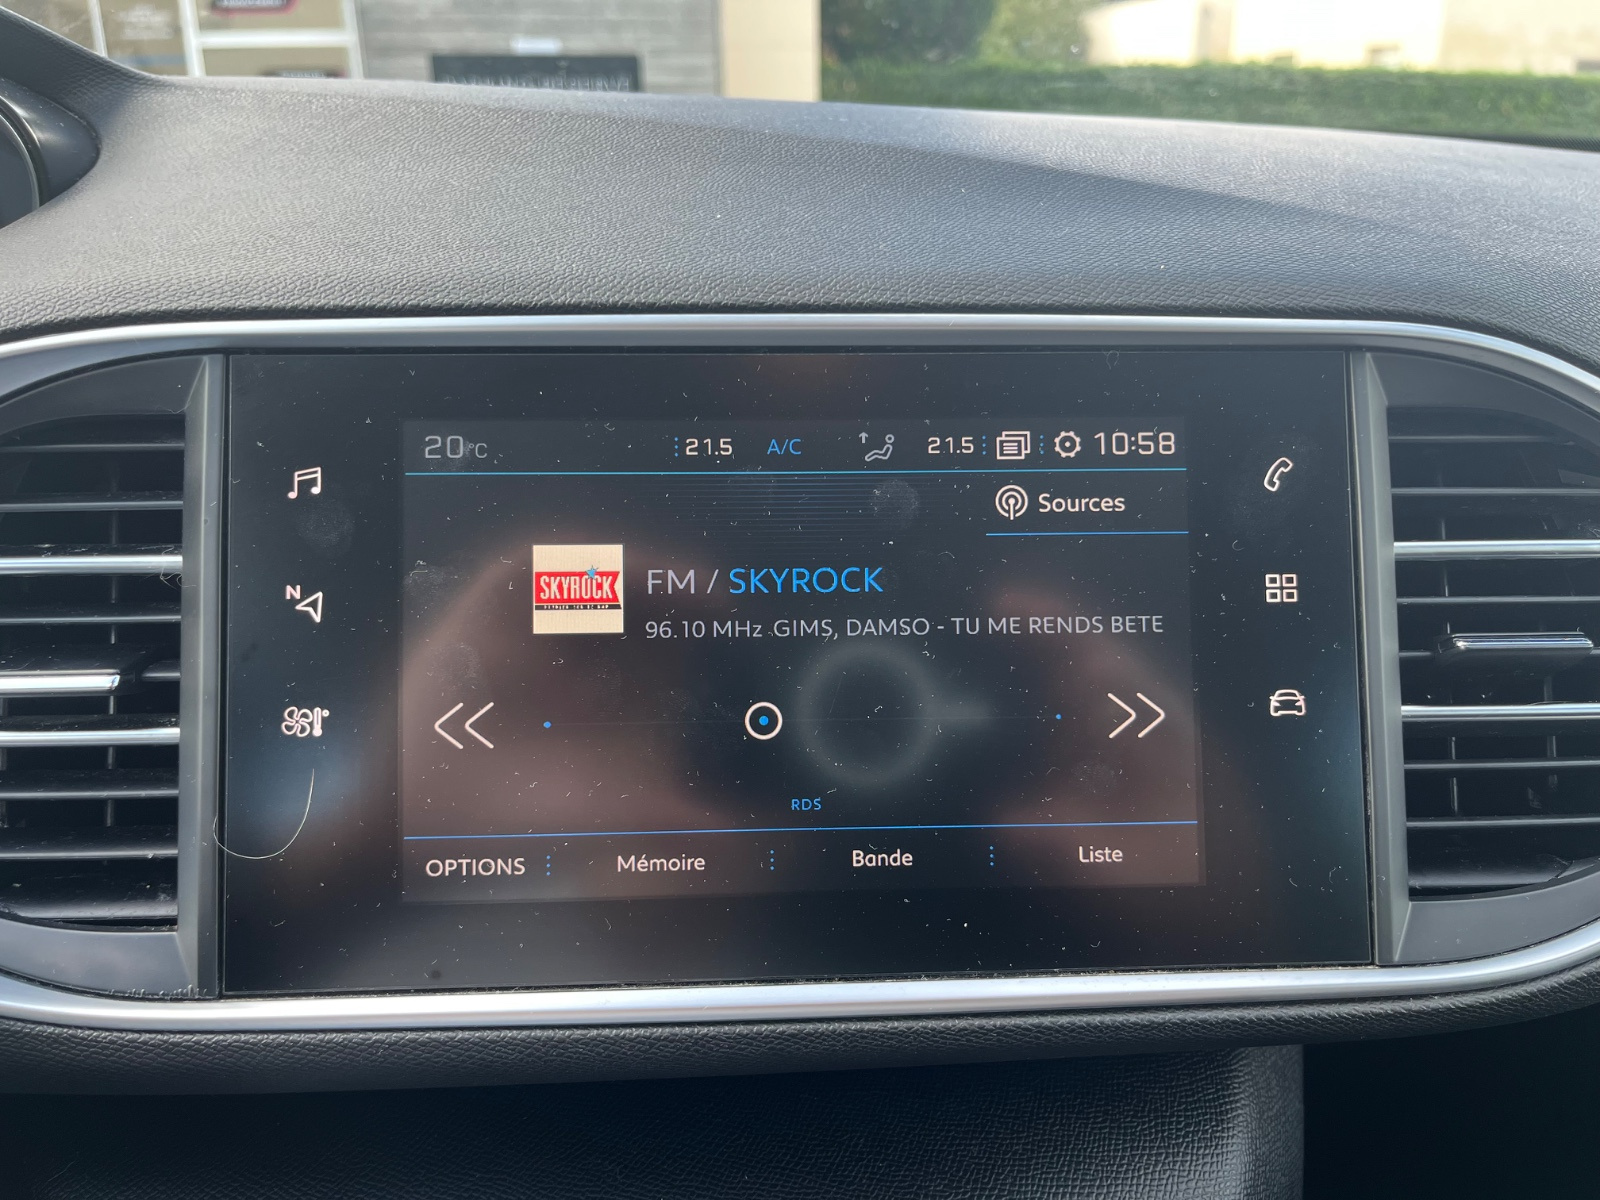 20°C 21.5 A/C 21.5 10:58
Sources
SKYROCK
FM / SKYROCK
96.10 MHz GIMS, DAMSO - TU ME RENDS BETE
N
RDS
OPTIONS Mémoire Bande Liste